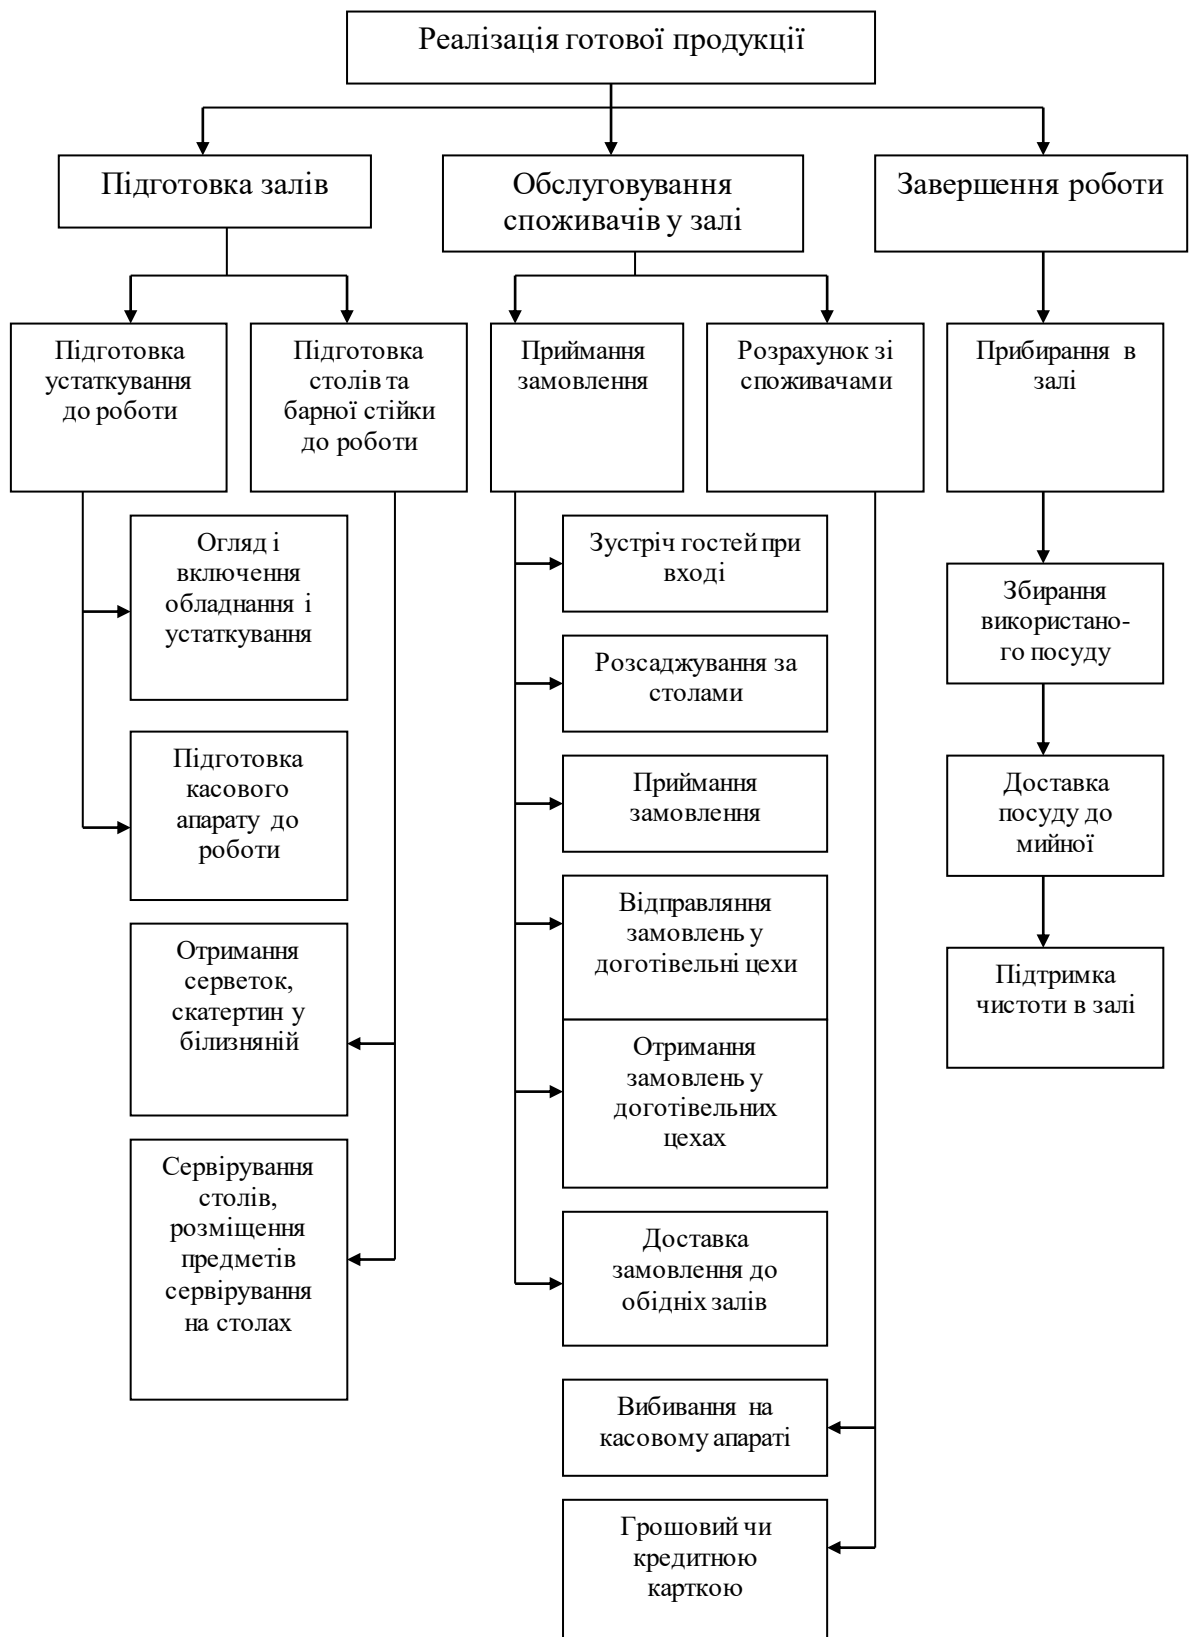 Реалізація готової продукції
Підготовка залів
Обслуговування
споживачів у залі
Завершення роботи
Підготовка
устаткування
до роботи
Підготовка
столів та
барної стійки
до роботи
Приймання
замовлення
Розрахунок зі
споживачами
Прибирання в
залі
Огляд і
включення
обладнання і
устаткування
Підготовка
касового
апарату до
роботи
Отримання
серветок,
скатертин у
білизняній
Сервірування
столів,
розміщення
предметів
сервірування
на столах
Зустріч гостей при
вході
Розсаджування за
столами
Приймання
замовлення
Відправляння
замовлень у
доготівельні цехи
Отримання
замовлень у
доготівельних
цехах
Доставка
замовлення до
обідніх залів
Вибивання на
касовому апараті
Грошовий чи
кредитною
карткою
Збирання
використано-
го посуду
Доставка
посуду до
мийної
Підтримка
чистоти в залі